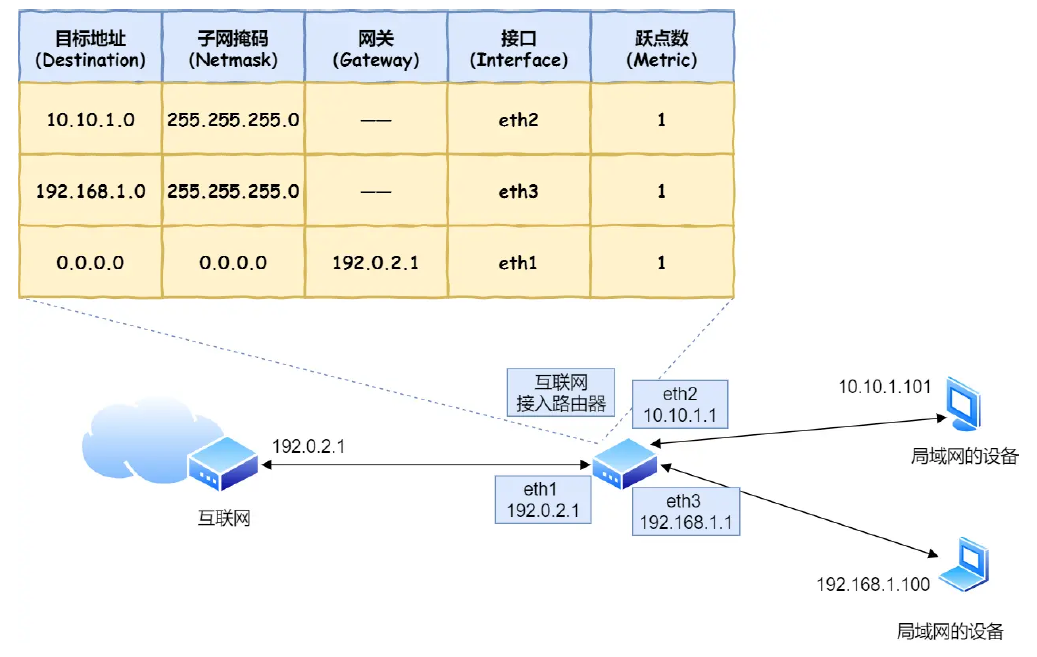 目标地址
(Destination)
子网掩码
(Netmask)
网关
(Gateway)
接口
(Interface)
跃点数
(Metric)
10.10.1.0 255.255.255.0 —— eth2 1
192.168.1.0 255.255.255.0 —— eth3 1
0.0.0.0 0.0.0.0 192.0.2.1 eth1 1
互联网
接入路由器
eth2
10.10.1.1
10.10.1.101
局域网的设备
192.0.2.1
互联网
eth1
192.0.2.1
eth3
192.168.1.1
192.168.1.100
局域网的设备